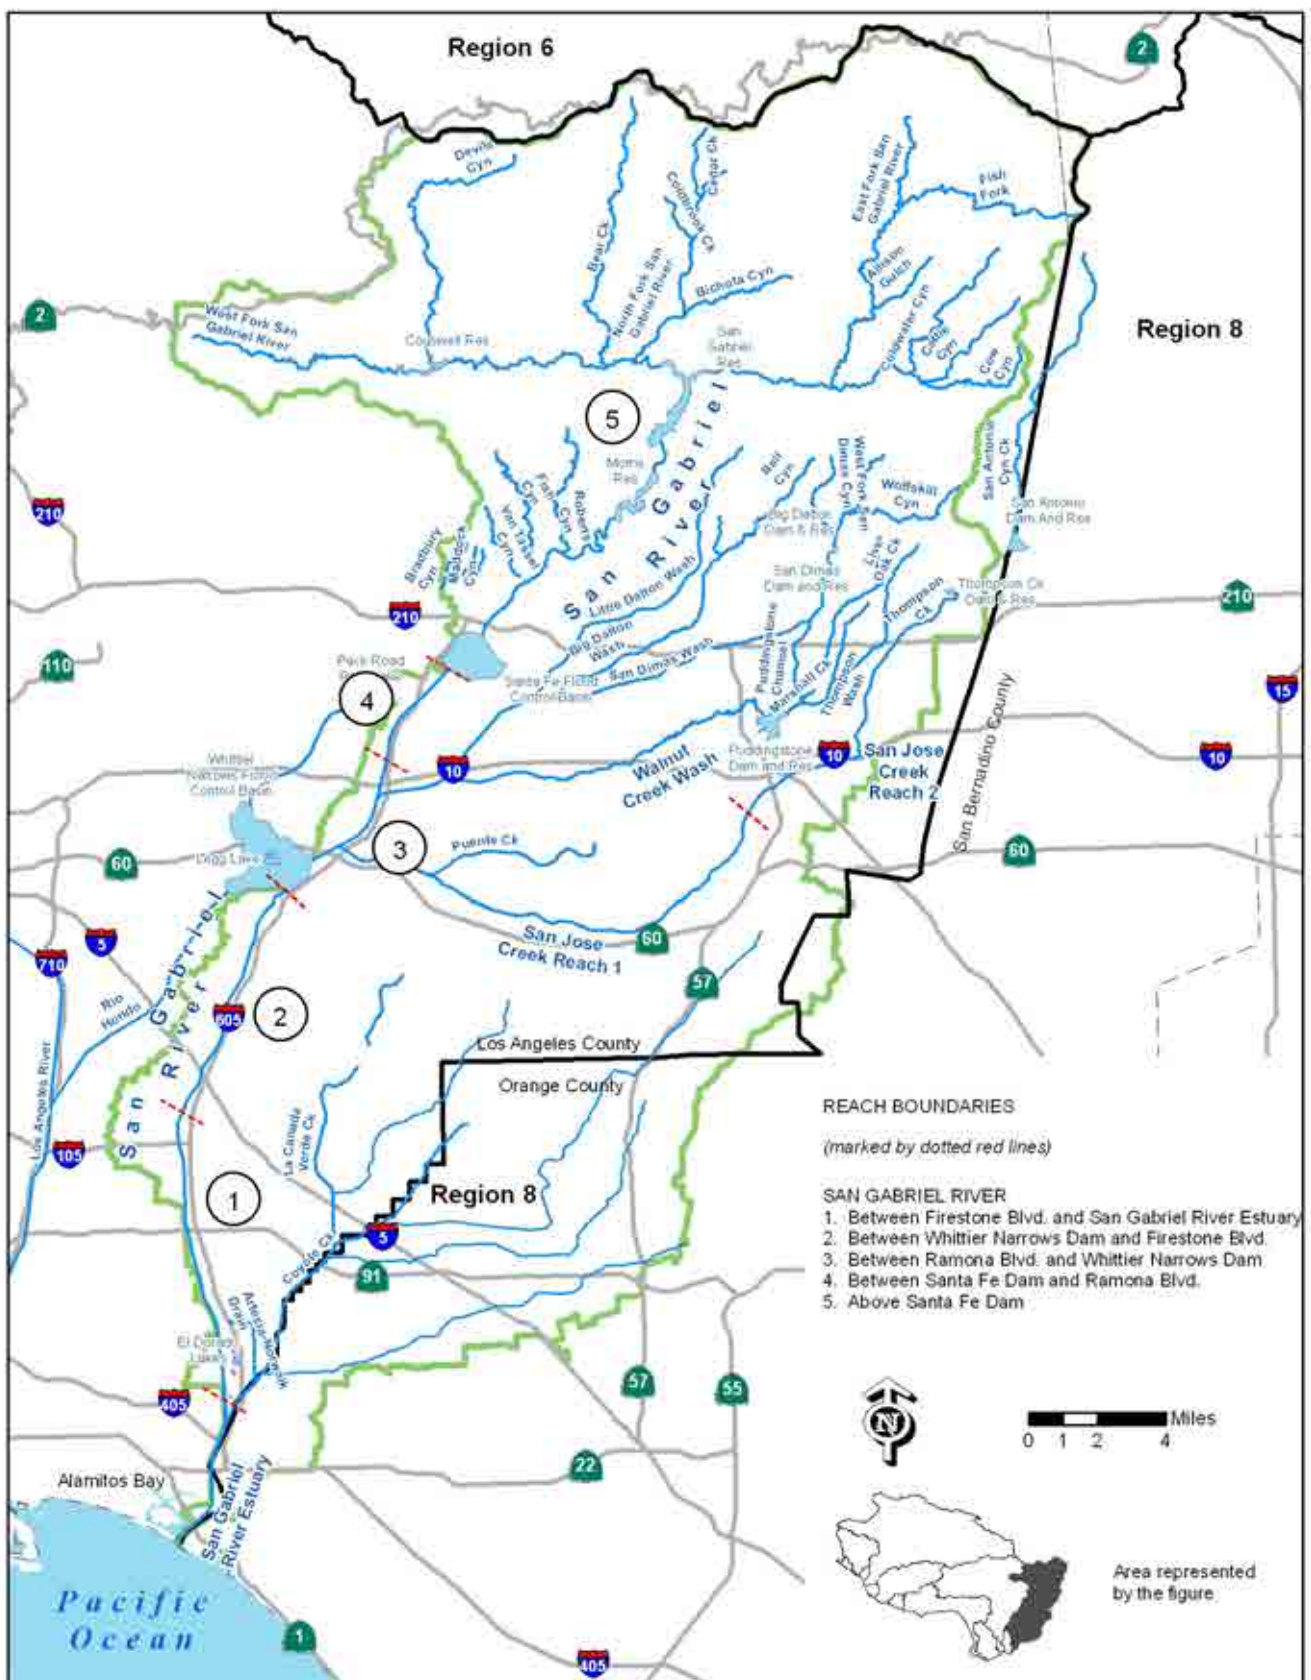 Region 6
2
Devils
Cyn
Bear Ck
North Fork San
Gabriel River
Coldbrook Ck
Cedar Ck
Bichota Cyn
East Fork San
Gabriel River
Fish
Fork
Allison
Gulch
Coldwater Cyn
Cattle
Cyn
Cow
Cyn
Region 8
2
West Fork San
Gabriel River
Cogswell Res
San
Gabriel
Res
5
Morris
Res
San Gabriel
River
210
Bradbury
Cyn
Maddock
Cyn
Van Tassel
Cyn
Fish
Cyn
Roberts
Cyn
Ball
Cyn
Big Dalton
Dam & Res
West Fork San
Dimas Cyn
Wolfskill
Cyn
San Antonio
Cyn Ck
San Antonio
Dam And Res
210
Little Dalton Wash
Big Dalton
Wash
San Dimas Wash
San Dimas
Dam and Res
Live
Oak Ck
Thompson
Ck
Thompson Ck
Dam & Res
210
110
Peck Road
4
Santa Fe Flood
Control Basin
Puddingstone
Channel
Marshall Ck
Thompson
Wash
15
Whittier
Narrows Flood
Control Basin
10
Walnut
Creek Wash
Puddingstone
Dam and Res
10
San Jose
Creek
Reach 2
10
San Bernadino County
60
Legg Lake
3
Puente Ck
60
San Jose
Creek Reach 1
60
5
710
Rio
Hondo
San Gabriel
River
605
2
57
Los Angeles County
Orange County
Los Angeles River
105
La Canada
Verde Ck
1
Region 8
5
Coyote Ck
91
Artesia-Norwalk
Drain
El Dorado
Lakes
405
57
55
22
Alamitos Bay
San Gabriel
River Estuary
Pacific
Ocean
1
405
REACH BOUNDARIES
(marked by dotted red lines)
SAN GABRIEL RIVER
1. Between Firestone Blvd. and San Gabriel River Estuary
2. Between Whittier Narrows Dam and Firestone Blvd.
3. Between Ramona Blvd. and Whittier Narrows Dam
4. Between Santa Fe Dam and Ramona Blvd.
5. Above Santa Fe Dam
N
Miles
0 1 2 4
Area represented
by the figure